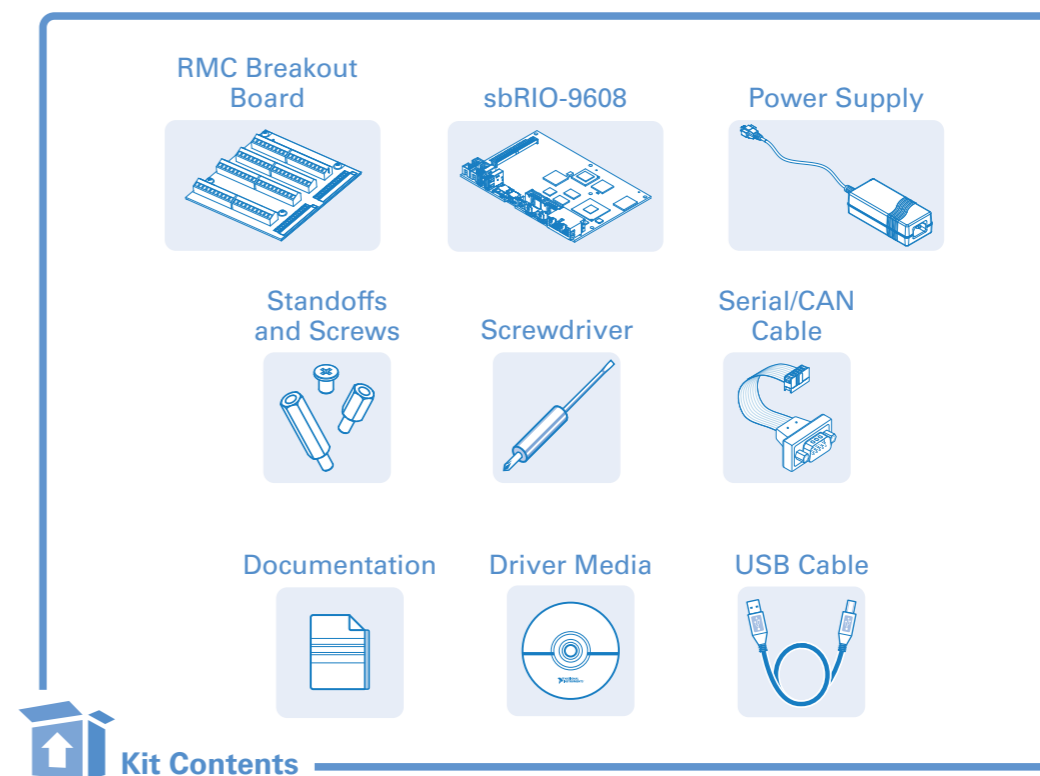 RMC Breakout
Board
sbRIO-9608
Power Supply
Standoffs
and Screws
Screwdriver
Serial/CAN
Cable
Documentation
Driver Media
USB Cable
Kit Contents